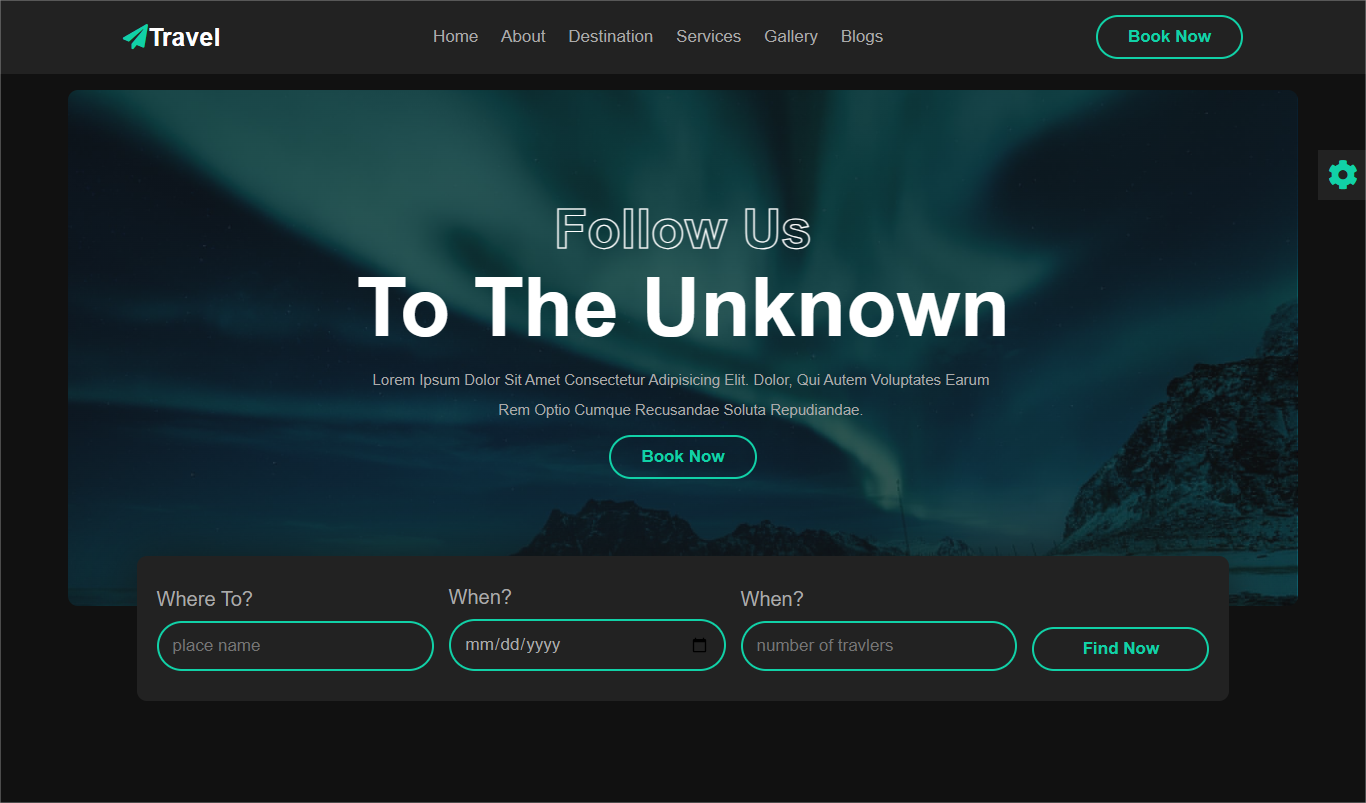 Travel
Home About Destination Services Gallery Blogs
Book Now
Follow Us
To The Unknown
Lorem Ipsum Dolor Sit Amet Consectetur Adipisicing Elit. Dolor, Qui Autem Voluptates Earum
Rem Optio Cumque Recusandae Soluta Repudiandae.
Book Now
Where To?
place name
When?
mm/dd/yyyy
When?
number of travlers
Find Now